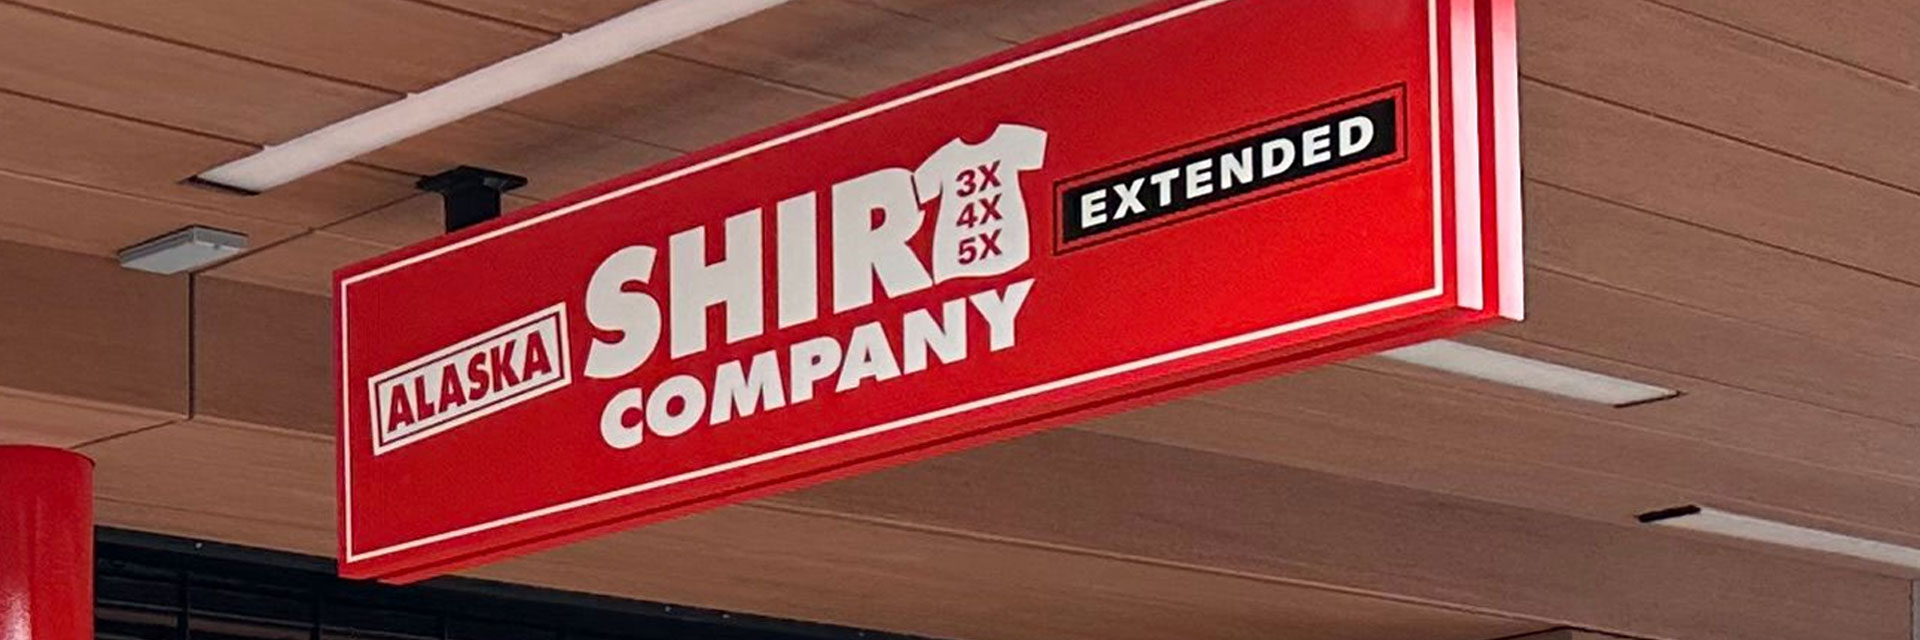 ALASKA
SHIRT
3X
4X
5X
COMPANY
EXTENDED